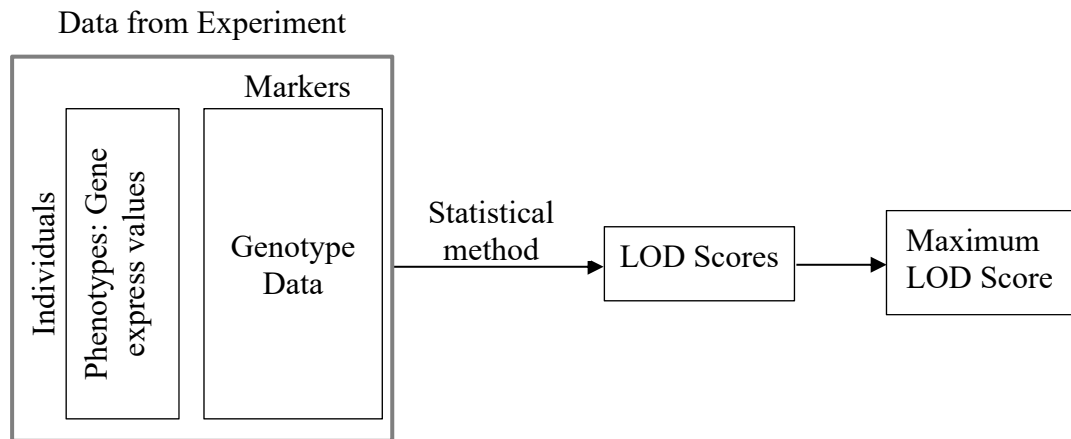 Data from Experiment
Markers
Individuals
Phenotypes: Gene
express values
Genotype
Data
Statistical
method
LOD Scores
Maximum
LOD Score